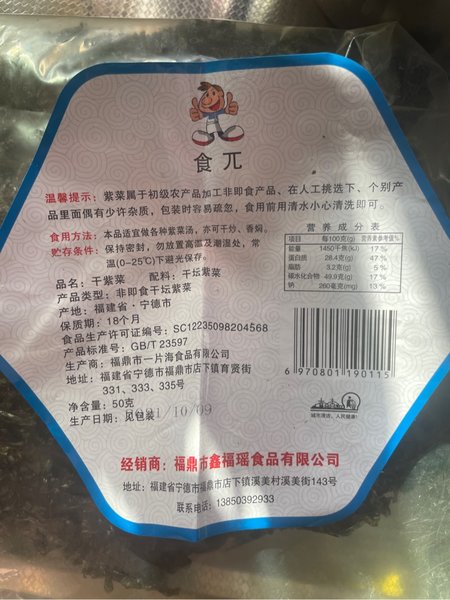 食兀
温馨提示：紫菜属于初级农产品加工非即食产品、在人工挑选下、个别产
品里面偶有少许杂质，包装时容易疏忽，食用前用清水小心清洗即可。
食用方法：本品适宜做各种紫菜汤，亦可干炒、香焖。
贮存条件：保持密封，勿放置高温及潮湿处，常
温(0-25℃)下避光保存。
品名：干紫菜 配料：干坛紫菜
产品类型：非即食干坛紫菜
产地：福建省·宁德市
保质期：18个月
食品生产许可证编号：SC12235098204568
产品标准号：GB/T 23597
生产商：福鼎市一片海食品有限公司
地址：福建省宁德市福鼎市店下镇育贤街
331、333、335号
净含量：50克
生产日期：见包装
/10/09
营养成分表
项目 每100克(g) 营养素参考值%
能量 1450千焦(KJ) 17%
蛋白质 28.4克(g) 47%
脂肪 3.2克(g) 5%
碳水化合物 49.9克(g) 17%
钠 260毫克(mg) 13%
6 970801 190115
城市清洁，人民健康！
经销商：福鼎市鑫福瑶食品有限公司
地址：福建省宁德市福鼎市店下镇溪美村溪美街143号
联系电话：13850392933